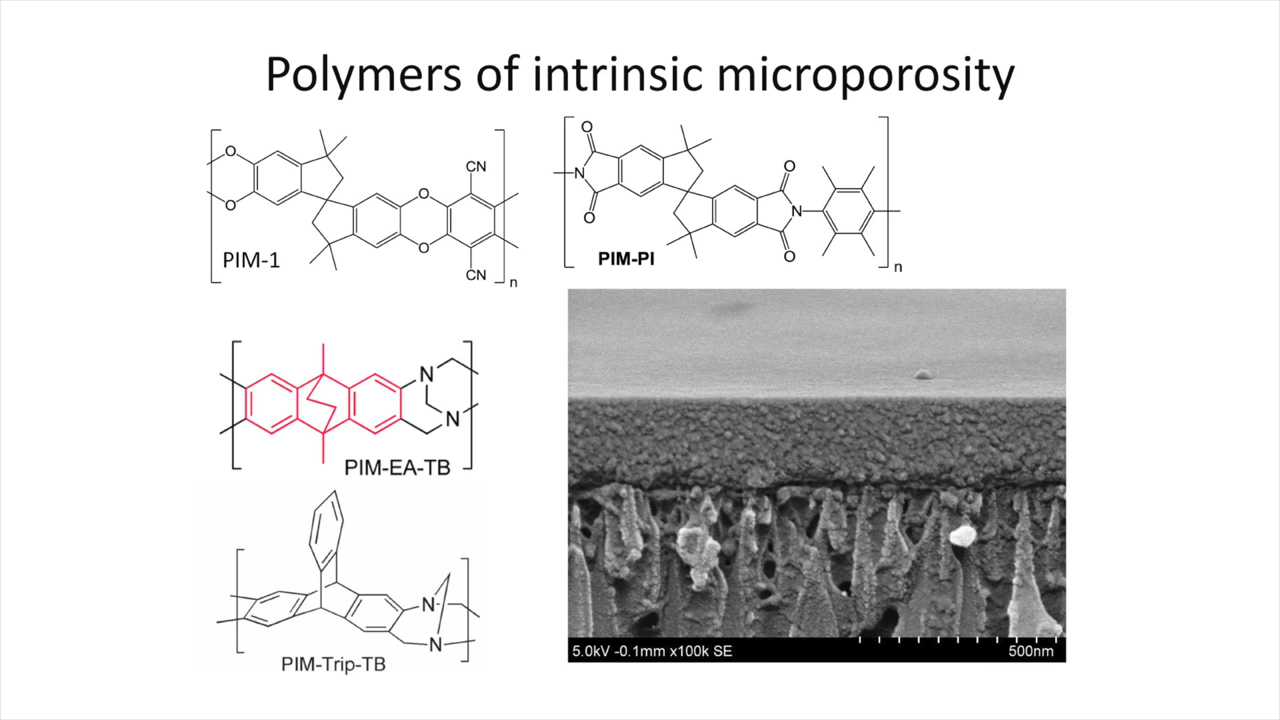 Polymers of intrinsic microporosity
O
O
CN
O
O
CN
PIM-1
n
O
O
N
O
O
N
O
PIM-PI
n
N
N
PIM-EA-TB
N
N
PIM-Trip-TB
5.0kV -0.1mm x100k SE
500nm